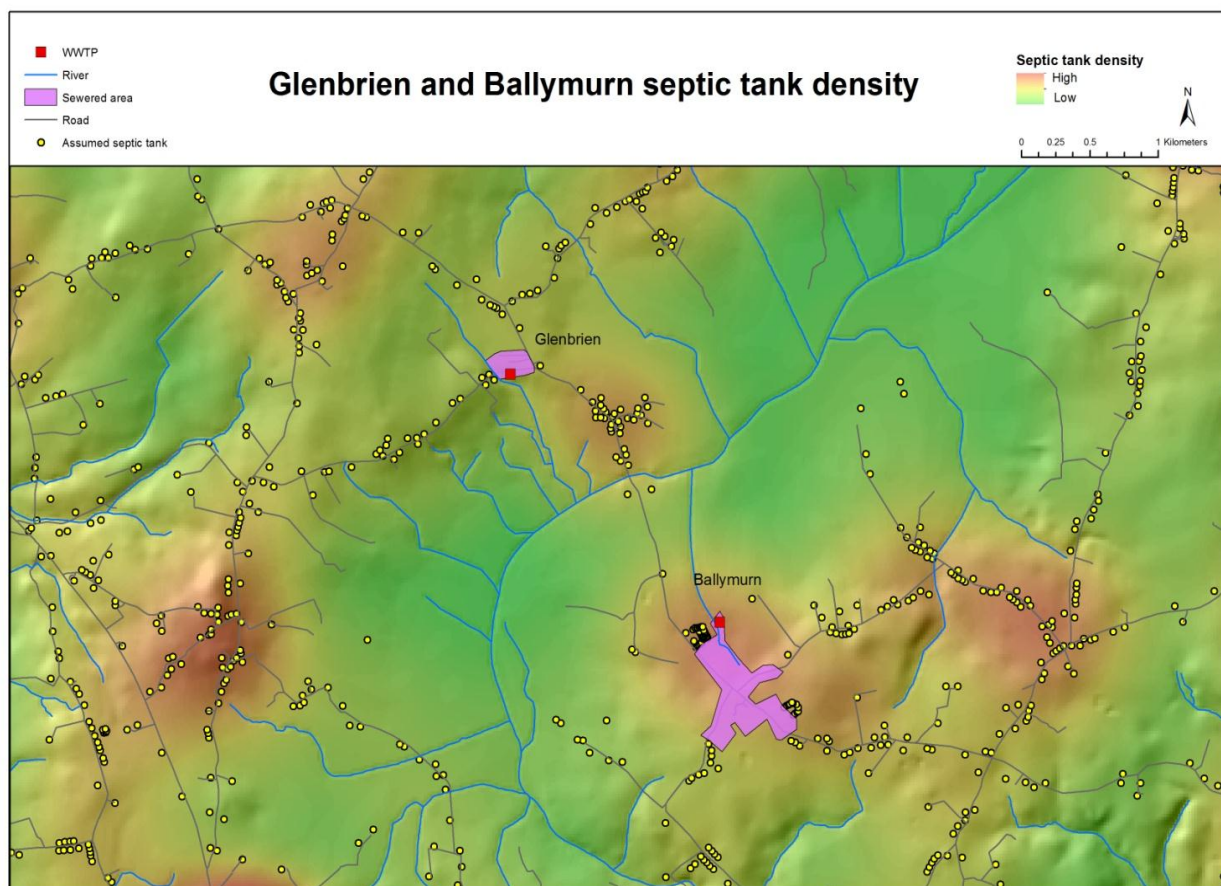 WWTP
River
Sewered area
Road
Assumed septic tank
Glenbrien and Ballymurn septic tank density
Septic tank density
High
Low
N
0 0.25 0.5 1 Kilometers
Glenbrien
Ballymurn